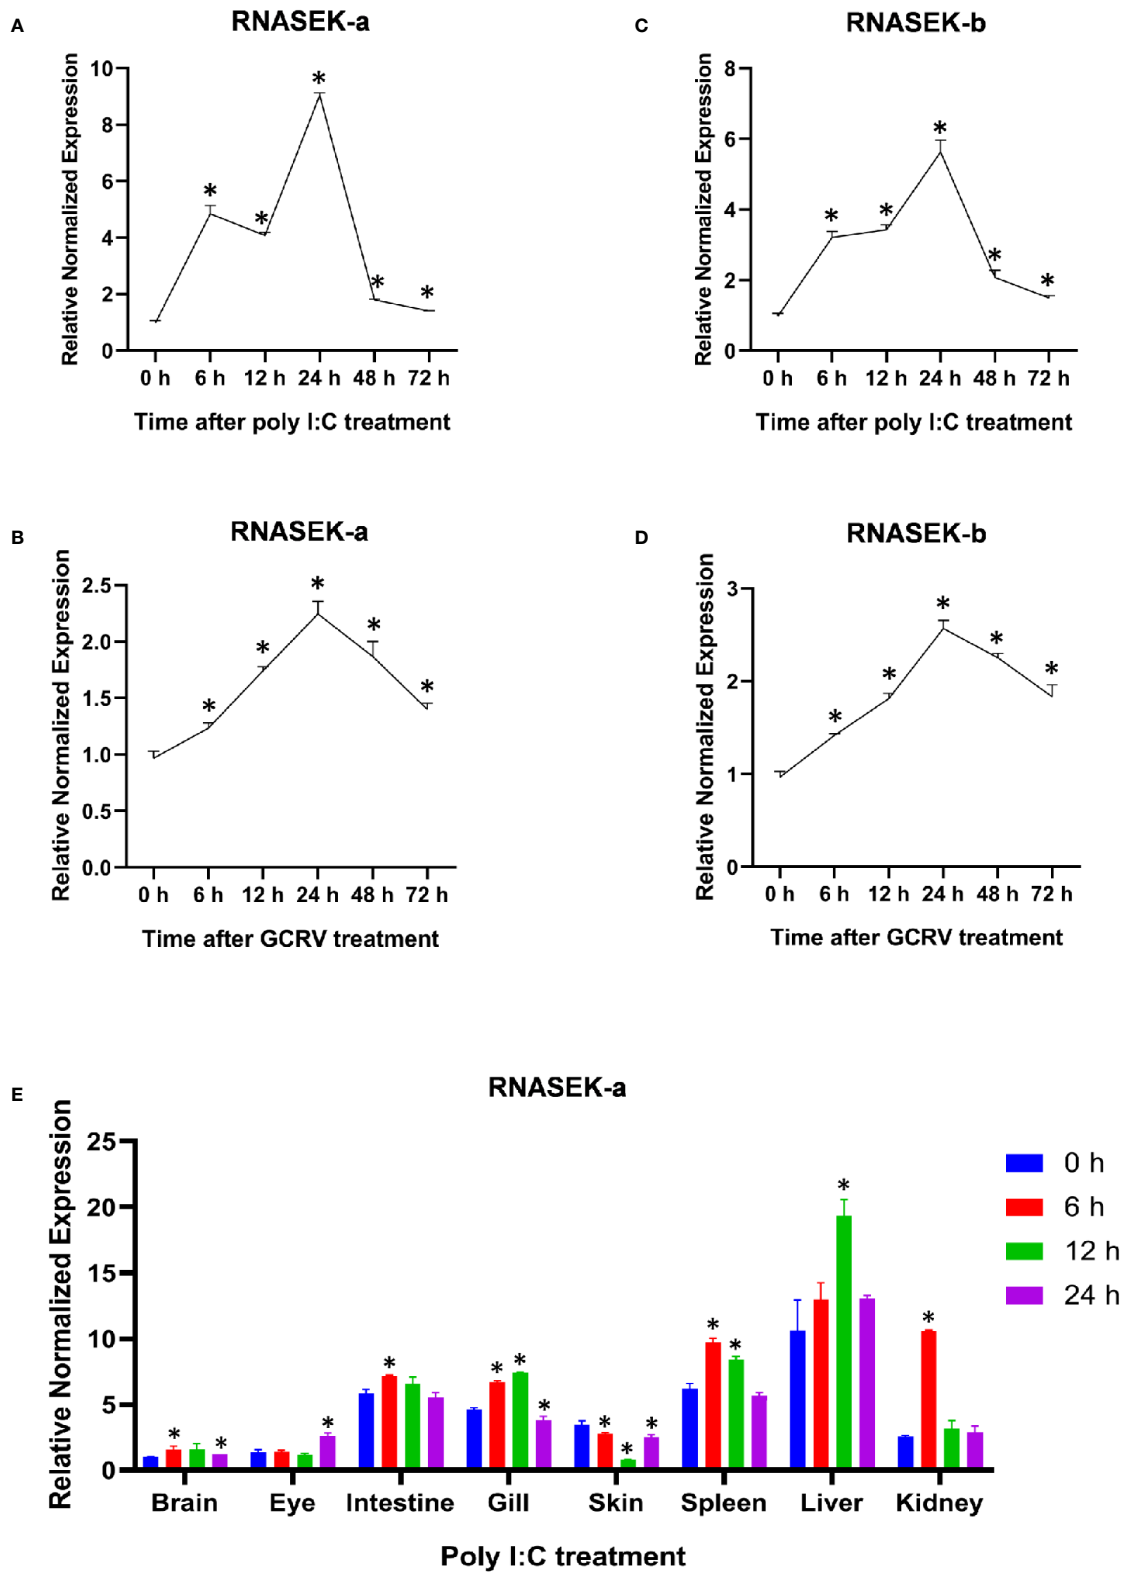 A
RNASEK-a
Relative Normalized Expression
10
8
6
4
2
0
*
*
*
*
*
0 h 6 h 12 h 24 h 48 h 72 h
Time after poly I:C treatment
C
RNASEK-b
Relative Normalized Expression
8
6
4
2
0
*
*
*
*
*
0 h 6 h 12 h 24 h 48 h 72 h
Time after poly I:C treatment
B
RNASEK-a
Relative Normalized Expression
2.5
2.0
1.5
1.0
0.5
0.0
*
*
*
*
*
0 h 6 h 12 h 24 h 48 h 72 h
Time after GCRV treatment
D
RNASEK-b
Relative Normalized Expression
3
2
1
0
*
*
*
*
*
0 h 6 h 12 h 24 h 48 h 72 h
Time after GCRV treatment
E
RNASEK-a
Relative Normalized Expression
25
20
15
10
5
0
* *
*
*
* * *
* * *
* *
*
*
Brain Eye Intestine Gill Skin Spleen Liver Kidney
Poly I:C treatment
0 h
6 h
12 h
24 h